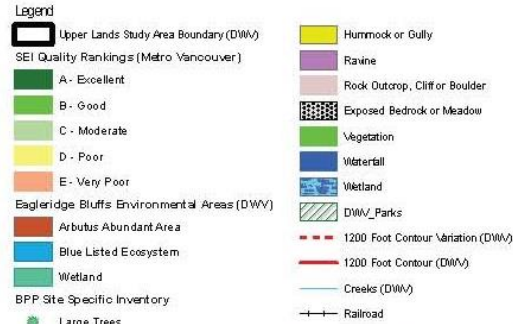 Legend
Upper Lands Study Area Boundary (DWV)
SEI Quality Rankings (Metro Vancouver)
A - Excellent
B - Good
C - Moderate
D - Poor
E - Very Poor
Eagleridge Bluffs Environmental Areas (DWV)
Arbutus Abundant Area
Blue Listed Ecosystem
Wetland
BPP Site Specific Inventory
Large Trees
Hummock or Gully
Ravine
Rock Outcrop, Cliff or Boulder
Exposed Bedrock or Meadow
Vegetation
Waterfall
Wetland
DWV_Parks
1200 Foot Contour Variation (DWV)
1200 Foot Contour (DWV)
Creeks (DWV)
Railroad